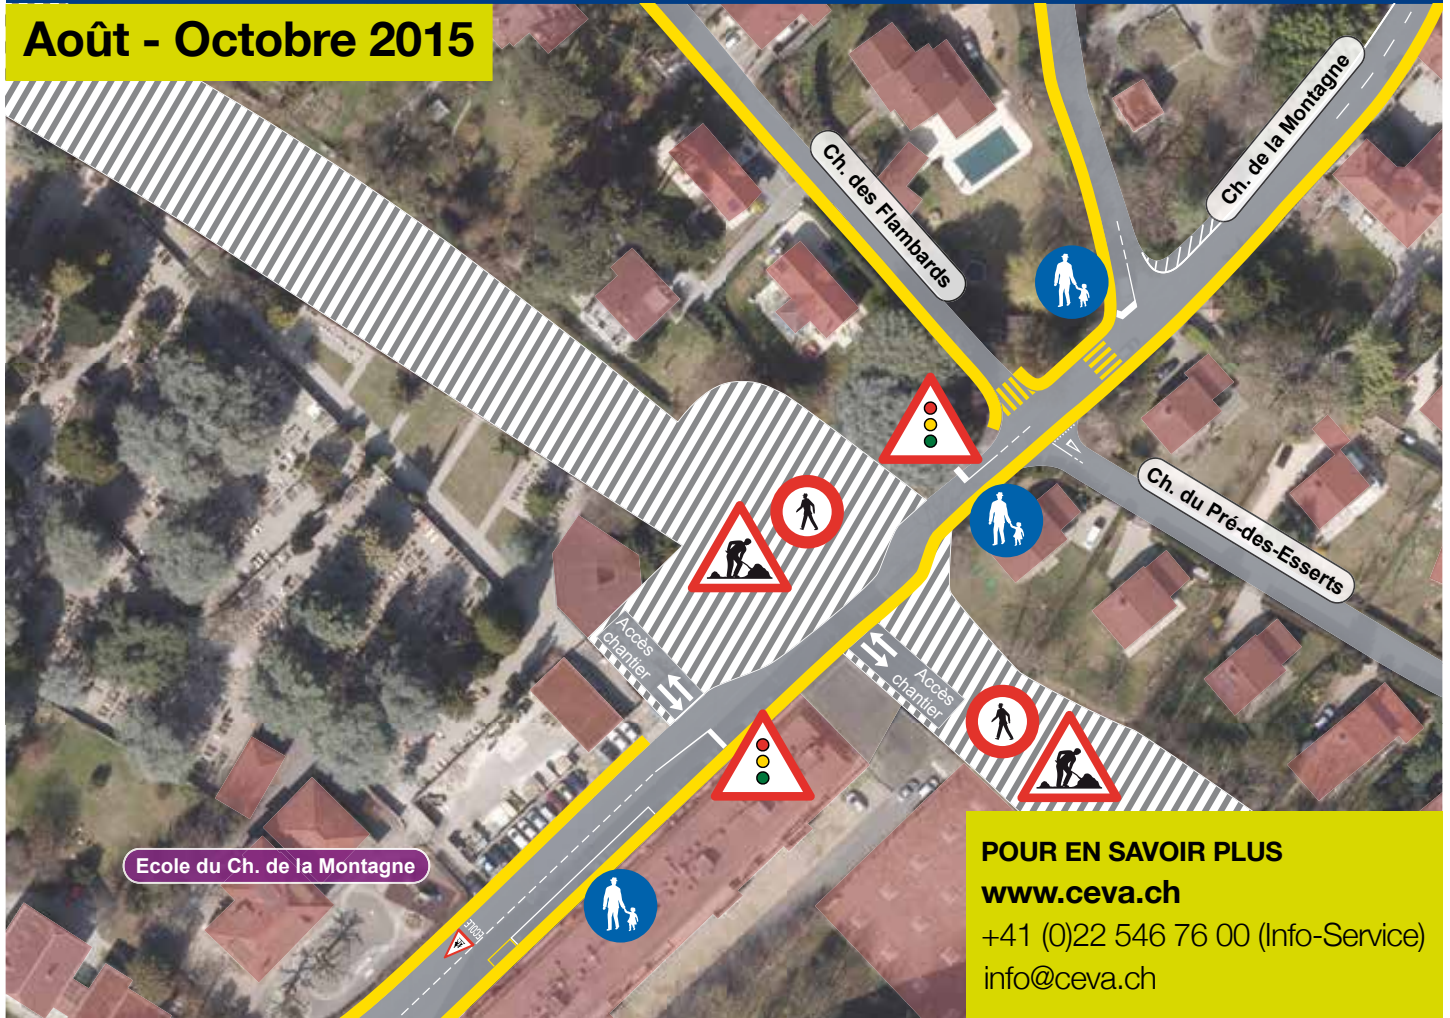 Août - Octobre 2015
Ch. de la Montagne
Ch. des Flambards
Ch. du Pré-des-Esserts
Accès
chantier
Accès
chantier
Ecole du Ch. de la Montagne
ECOLE
POUR EN SAVOIR PLUS
www.ceva.ch
+41 (0)22 546 76 00 (Info-Service)
info@ceva.ch